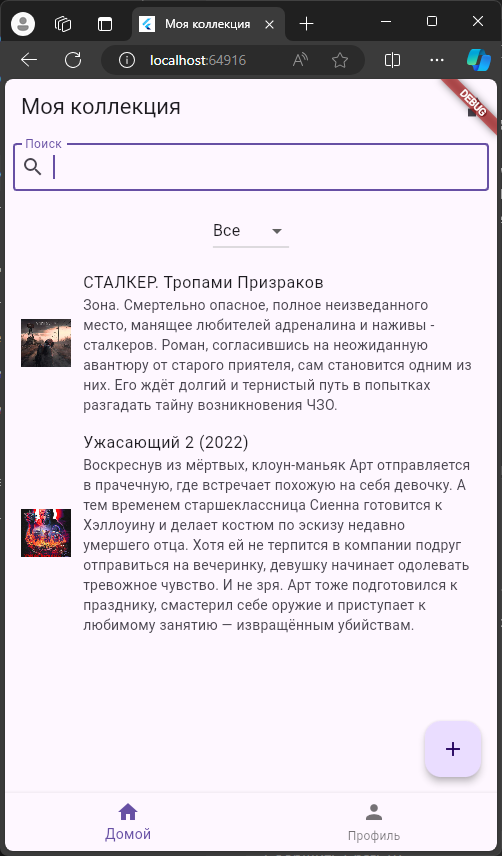 Моя коллекция
localhost:64916
DEBUG
Моя коллекция
Поиск
Все
СТАЛКЕР. Тропами Призраков
Зона. Смертельно опасное, полное неизведанного
место, манящее любителей адреналина и наживы -
сталкеров. Роман, согласившись на неожиданную
авантюру от старого приятеля, сам становится одним из
них. Его ждёт долгий и тернистый путь в попытках
разгадать тайну возникновения ЧЗО.
Ужасающий 2 (2022)
Воскреснув из мёртвых, клоун-маньяк Арт отправляется
в прачечную, где встречает похожую на себя девочку. А
тем временем старшеклассница Сиенна готовится к
Хэллоуину и делает костюм по эскизу недавно
умершего отца. Хотя ей не терпится в компании подруг
отправиться на вечеринку, девушку начинает одолевать
тревожное чувство. И не зря. Арт тоже подготовился к
празднику, смастерил себе оружие и приступает к
любимому занятию — извращённым убийствам.
Домой
Профиль